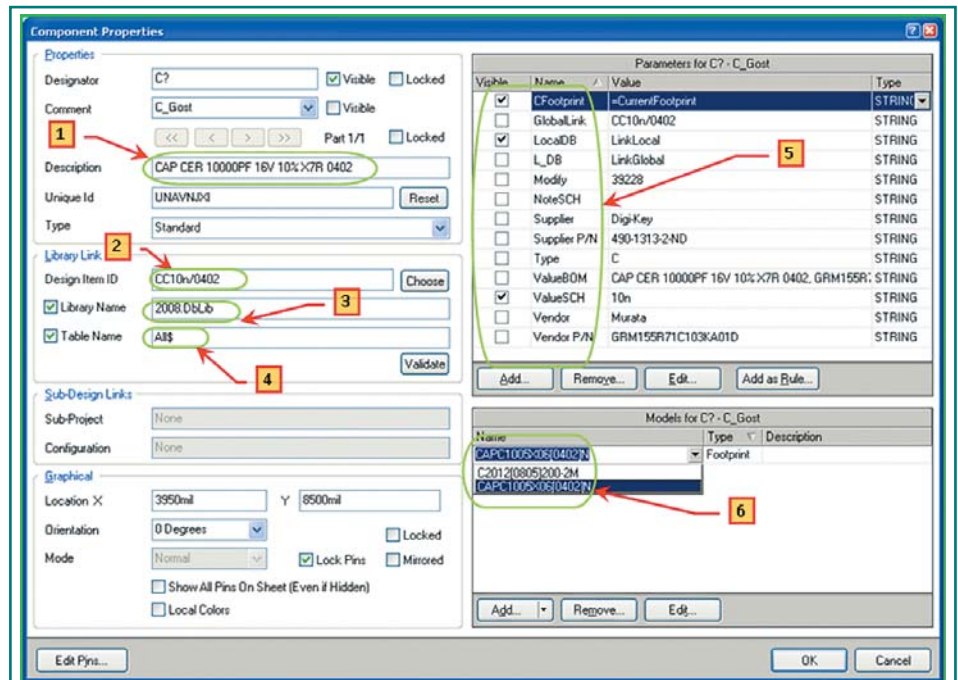 Component Properties
Properties
Designator C? Visible Locked
Comment C_Gost Visible
<< < > >> Part 1/1 Locked
1
Description CAP CER 10000PF 16V 10% X7R 0402
Unique Id UNAVNJXI Reset
Type Standard
Library Link
2
Design Item ID CC10n/0402 Choose
Library Name 2008.DbLib
3
Table Name All$
Validate
4
Sub-Design Links
Sub-Project None
Configuration None
Graphical
Location X 3950mil Y 8500mil
Orientation 0 Degrees Locked
Mode Normal Lock Pins Mirrored
Show All Pins On Sheet (Even if Hidden)
Local Colors
Parameters for C? - C_Gost
Visible Name Value Type
CFootprint =CurrentFootprint STRING
GlobalLink CC10n/0402 STRING
LocalDB LinkLocal STRING
L_DB LinkGlobal STRING
5
Modify 39228 STRING
NoteSCH STRING
Supplier Digi-Key STRING
Supplier P/N 490-1313-2-ND STRING
Type C STRING
ValueBOM CAP CER 10000PF 16V 10% X7R 0402, GRM155R7 STRING
ValueSCH 10n STRING
Vendor Murata STRING
Vendor P/N GRM155R71C103KA01D STRING
Add... Remove... Edit... Add as Rule...
Models for C? - C_Gost
Name Type Description
CAPC1005X06[0402]N Footprint
C2012[0805]200-2M
CAPC1005X06[0402]N
6
Add... Remove... Edit...
Edit Pins... OK Cancel